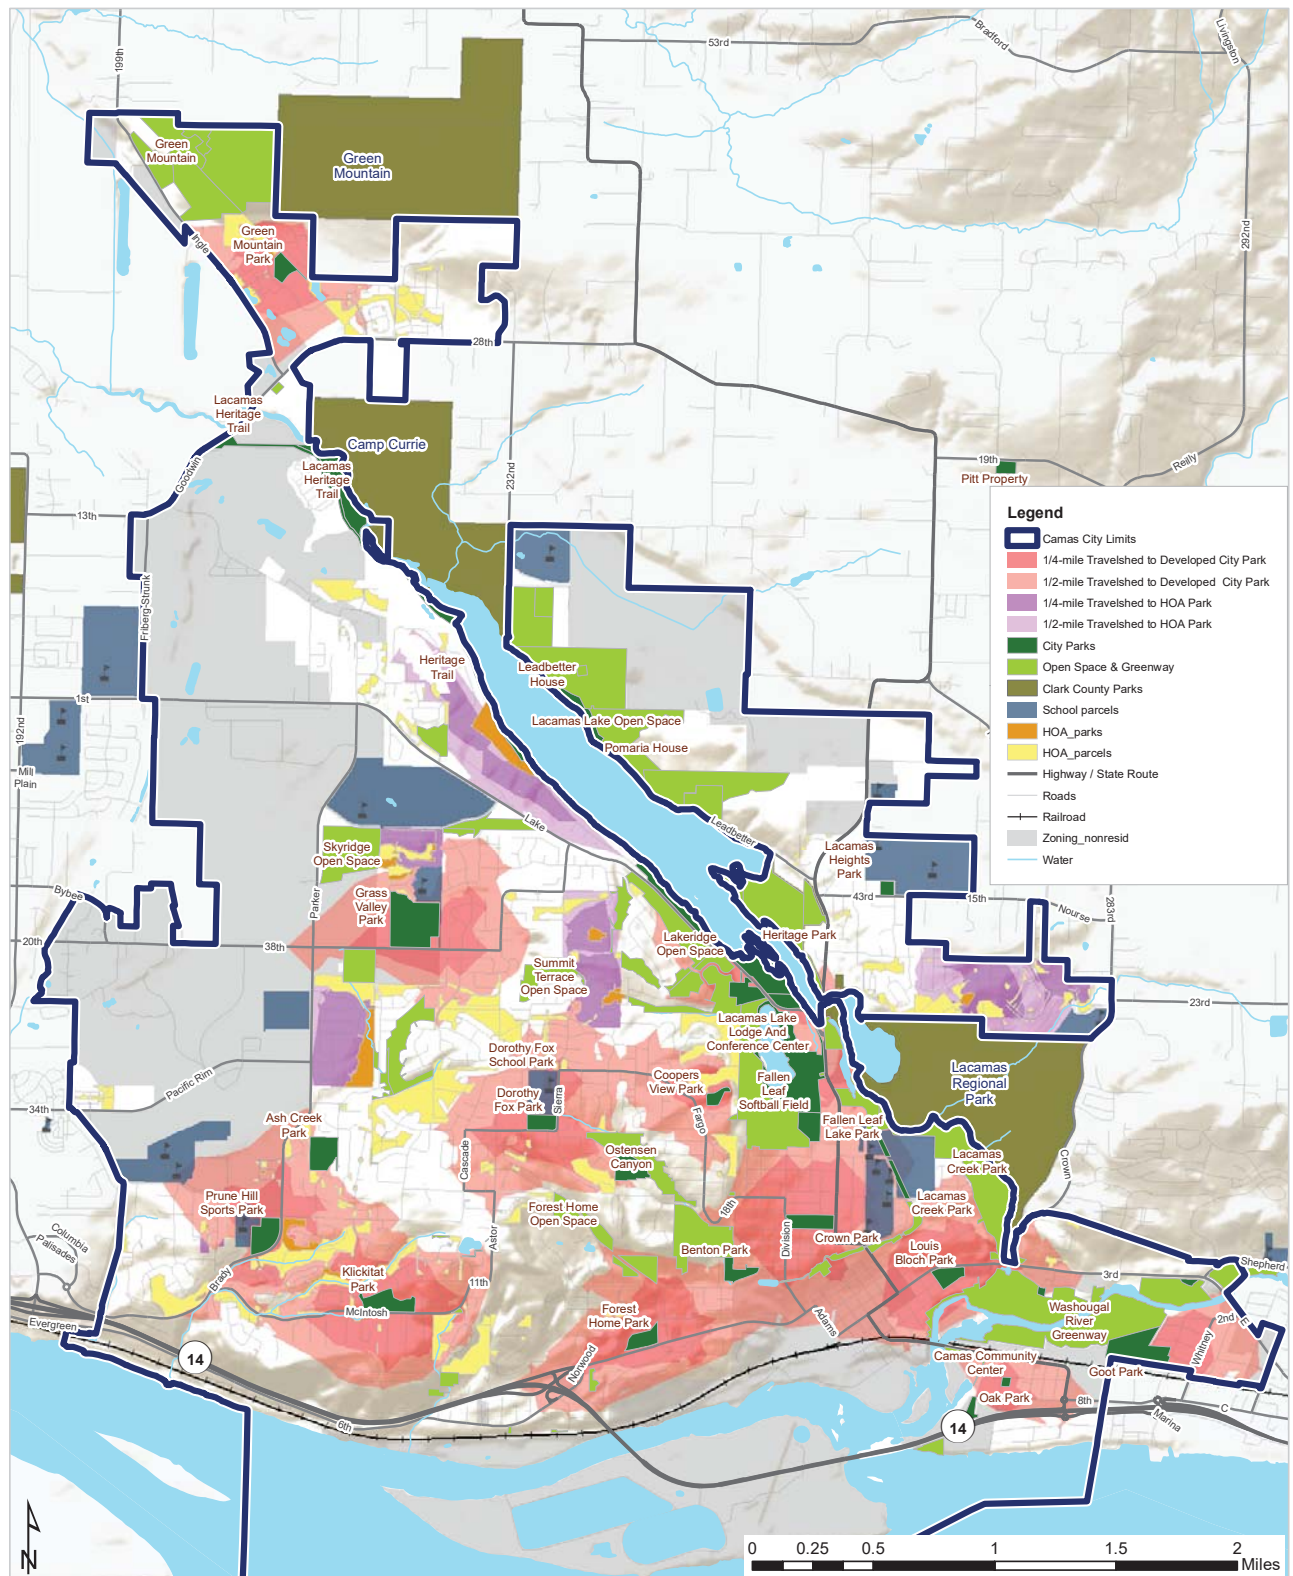 53rd
Bradford
Livingston
199th
Green
Mountain
Green
Mountain
Green
Mountain
Park
Ingle
292nd
28th
Lacamas
Heritage
Trail
Camp Currie
Goodwin
Lacamas
Heritage
Trail
232nd
19th
Reilly
Pitt Property
13th
Friberg-Strunk
Legend
Camas City Limits
1/4-mile Travelshed to Developed City Park
1/2-mile Travelshed to Developed City Park
1/4-mile Travelshed to HOA Park
1/2-mile Travelshed to HOA Park
City Parks
Open Space & Greenway
Clark County Parks
School parcels
HOA_parks
HOA_parcels
Highway / State Route
Roads
Railroad
Zoning_nonresid
Water
Heritage
Trail
Leadbetter
House
1st
192nd
Lacamas Lake Open Space
Pomaria House
Mill
Plain
Lake
Leadbetter
Skyridge
Open Space
Lacamas
Heights
Park
Bybee
Parker
Grass
Valley
Park
43rd
15th
Nourse
283rd
20th
38th
Lakeridge
Open Space
Heritage Park
Summit
Terrace
Open Space
23rd
Lacamas Lake
Lodge And
Conference Center
Dorothy Fox
School Park
Pacific Rim
Coopers
View Park
Fallen
Leaf
Softball Field
Lacamas
Regional
Park
34th
Dorothy
Fox Park
Sierra
Fargo
Ash Creek
Park
Fallen Leaf
Lake Park
Cascade
Ostensen
Canyon
Lacamas
Creek Park
Crown
Prune Hill
Sports Park
Lacamas
Creek Park
Forest Home
Open Space
18th
Columbia
Palisades
Astor
Benton Park
Division
Crown Park
Louis
Bloch Park
Shepherd
Brady
Klickitat
Park
11th
3rd
McIntosh
Forest
Home Park
Adams
Washougal
River
Greenway
2nd
E
Evergreen
Whitney
14
Norwood
Camas Community
Center
Goot Park
Oak Park
8th
C
Marina
6th
14
N
0
0.25
0.5
1
1.5
2
Miles